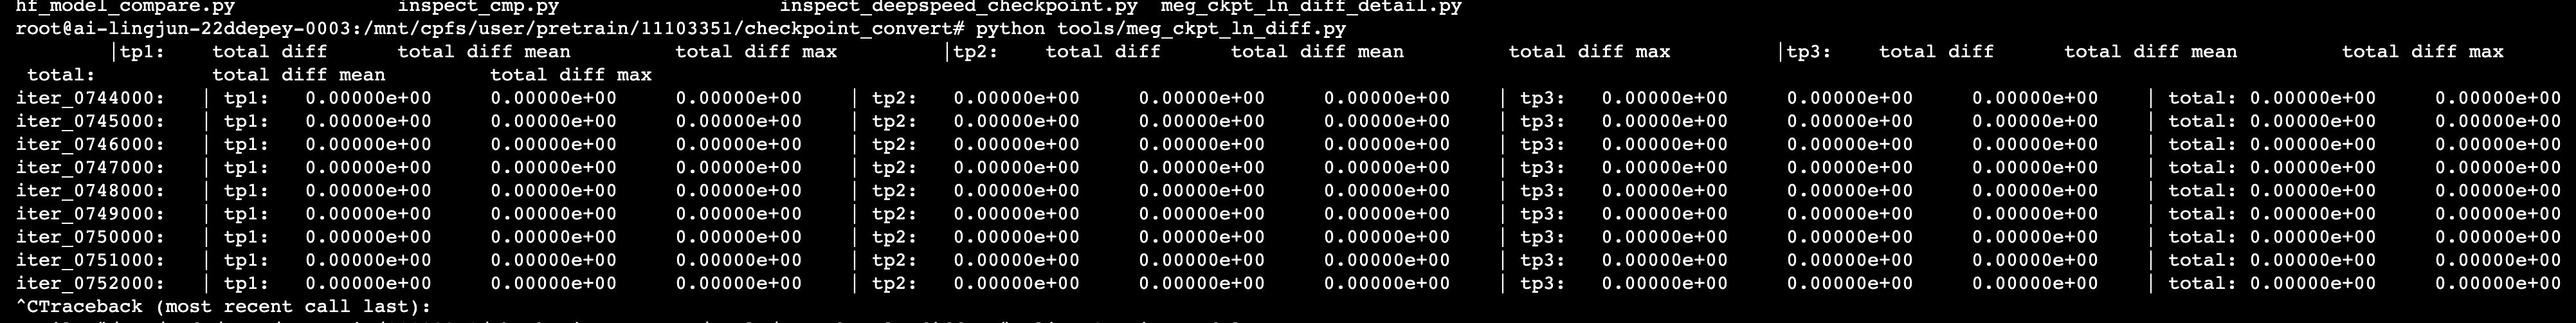 hf_model_compare.py inspect_cmp.py inspect_deepspeed_checkpoint.py meg_ckpt_ln_diff_detail.py
root@ai-lingjun-22ddepey-0003:/mnt/cpfs/user/pretrain/11103351/checkpoint_convert# python tools/meg_ckpt_ln_diff.py
|tp1: total diff total diff mean total diff max |tp2: total diff total diff mean total diff max |tp3: total diff total diff mean total diff max
total: total diff mean total diff max
iter_0744000: | tp1: 0.00000e+00 0.00000e+00 0.00000e+00 | tp2: 0.00000e+00 0.00000e+00 0.00000e+00 | tp3: 0.00000e+00 0.00000e+00 0.00000e+00 | total: 0.00000e+00 0.00000e+00
iter_0745000: | tp1: 0.00000e+00 0.00000e+00 0.00000e+00 | tp2: 0.00000e+00 0.00000e+00 0.00000e+00 | tp3: 0.00000e+00 0.00000e+00 0.00000e+00 | total: 0.00000e+00 0.00000e+00
iter_0746000: | tp1: 0.00000e+00 0.00000e+00 0.00000e+00 | tp2: 0.00000e+00 0.00000e+00 0.00000e+00 | tp3: 0.00000e+00 0.00000e+00 0.00000e+00 | total: 0.00000e+00 0.00000e+00
iter_0747000: | tp1: 0.00000e+00 0.00000e+00 0.00000e+00 | tp2: 0.00000e+00 0.00000e+00 0.00000e+00 | tp3: 0.00000e+00 0.00000e+00 0.00000e+00 | total: 0.00000e+00 0.00000e+00
iter_0748000: | tp1: 0.00000e+00 0.00000e+00 0.00000e+00 | tp2: 0.00000e+00 0.00000e+00 0.00000e+00 | tp3: 0.00000e+00 0.00000e+00 0.00000e+00 | total: 0.00000e+00 0.00000e+00
iter_0749000: | tp1: 0.00000e+00 0.00000e+00 0.00000e+00 | tp2: 0.00000e+00 0.00000e+00 0.00000e+00 | tp3: 0.00000e+00 0.00000e+00 0.00000e+00 | total: 0.00000e+00 0.00000e+00
iter_0750000: | tp1: 0.00000e+00 0.00000e+00 0.00000e+00 | tp2: 0.00000e+00 0.00000e+00 0.00000e+00 | tp3: 0.00000e+00 0.00000e+00 0.00000e+00 | total: 0.00000e+00 0.00000e+00
iter_0751000: | tp1: 0.00000e+00 0.00000e+00 0.00000e+00 | tp2: 0.00000e+00 0.00000e+00 0.00000e+00 | tp3: 0.00000e+00 0.00000e+00 0.00000e+00 | total: 0.00000e+00 0.00000e+00
iter_0752000: | tp1: 0.00000e+00 0.00000e+00 0.00000e+00 | tp2: 0.00000e+00 0.00000e+00 0.00000e+00 | tp3: 0.00000e+00 0.00000e+00 0.00000e+00 | total: 0.00000e+00 0.00000e+00
^CTraceback (most recent call last):